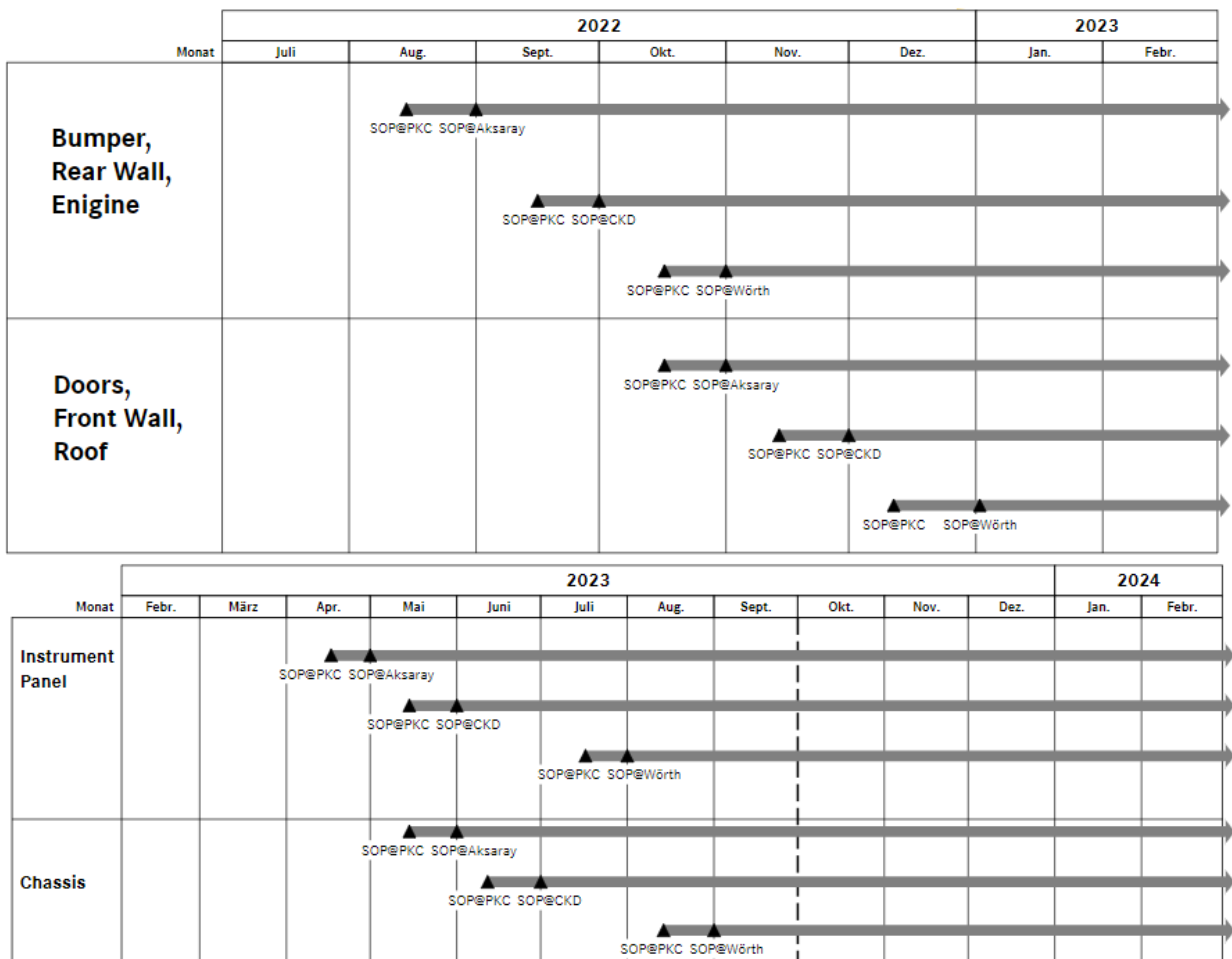 2022 2023
Monat Juli Aug. Sept. Okt. Nov. Dez. Jan. Febr.
SOP@PKC SOP@Aksaray
Bumper,
Rear Wall,
Enigine
SOP@PKC SOP@CKD
SOP@PKC SOP@Wörth
SOP@PKC SOP@Aksaray
Doors,
Front Wall,
Roof
SOP@PKC SOP@CKD
SOP@PKC SOP@Wörth
2023 2024
Monat Febr. März Apr. Mai Juni Juli Aug. Sept. Okt. Nov. Dez. Jan. Febr.
Instrument
Panel
SOP@PKC SOP@Aksaray
SOP@PKC SOP@CKD
SOP@PKC SOP@Wörth
SOP@PKC SOP@Aksaray
Chassis
SOP@PKC SOP@CKD
SOP@PKC SOP@Wörth